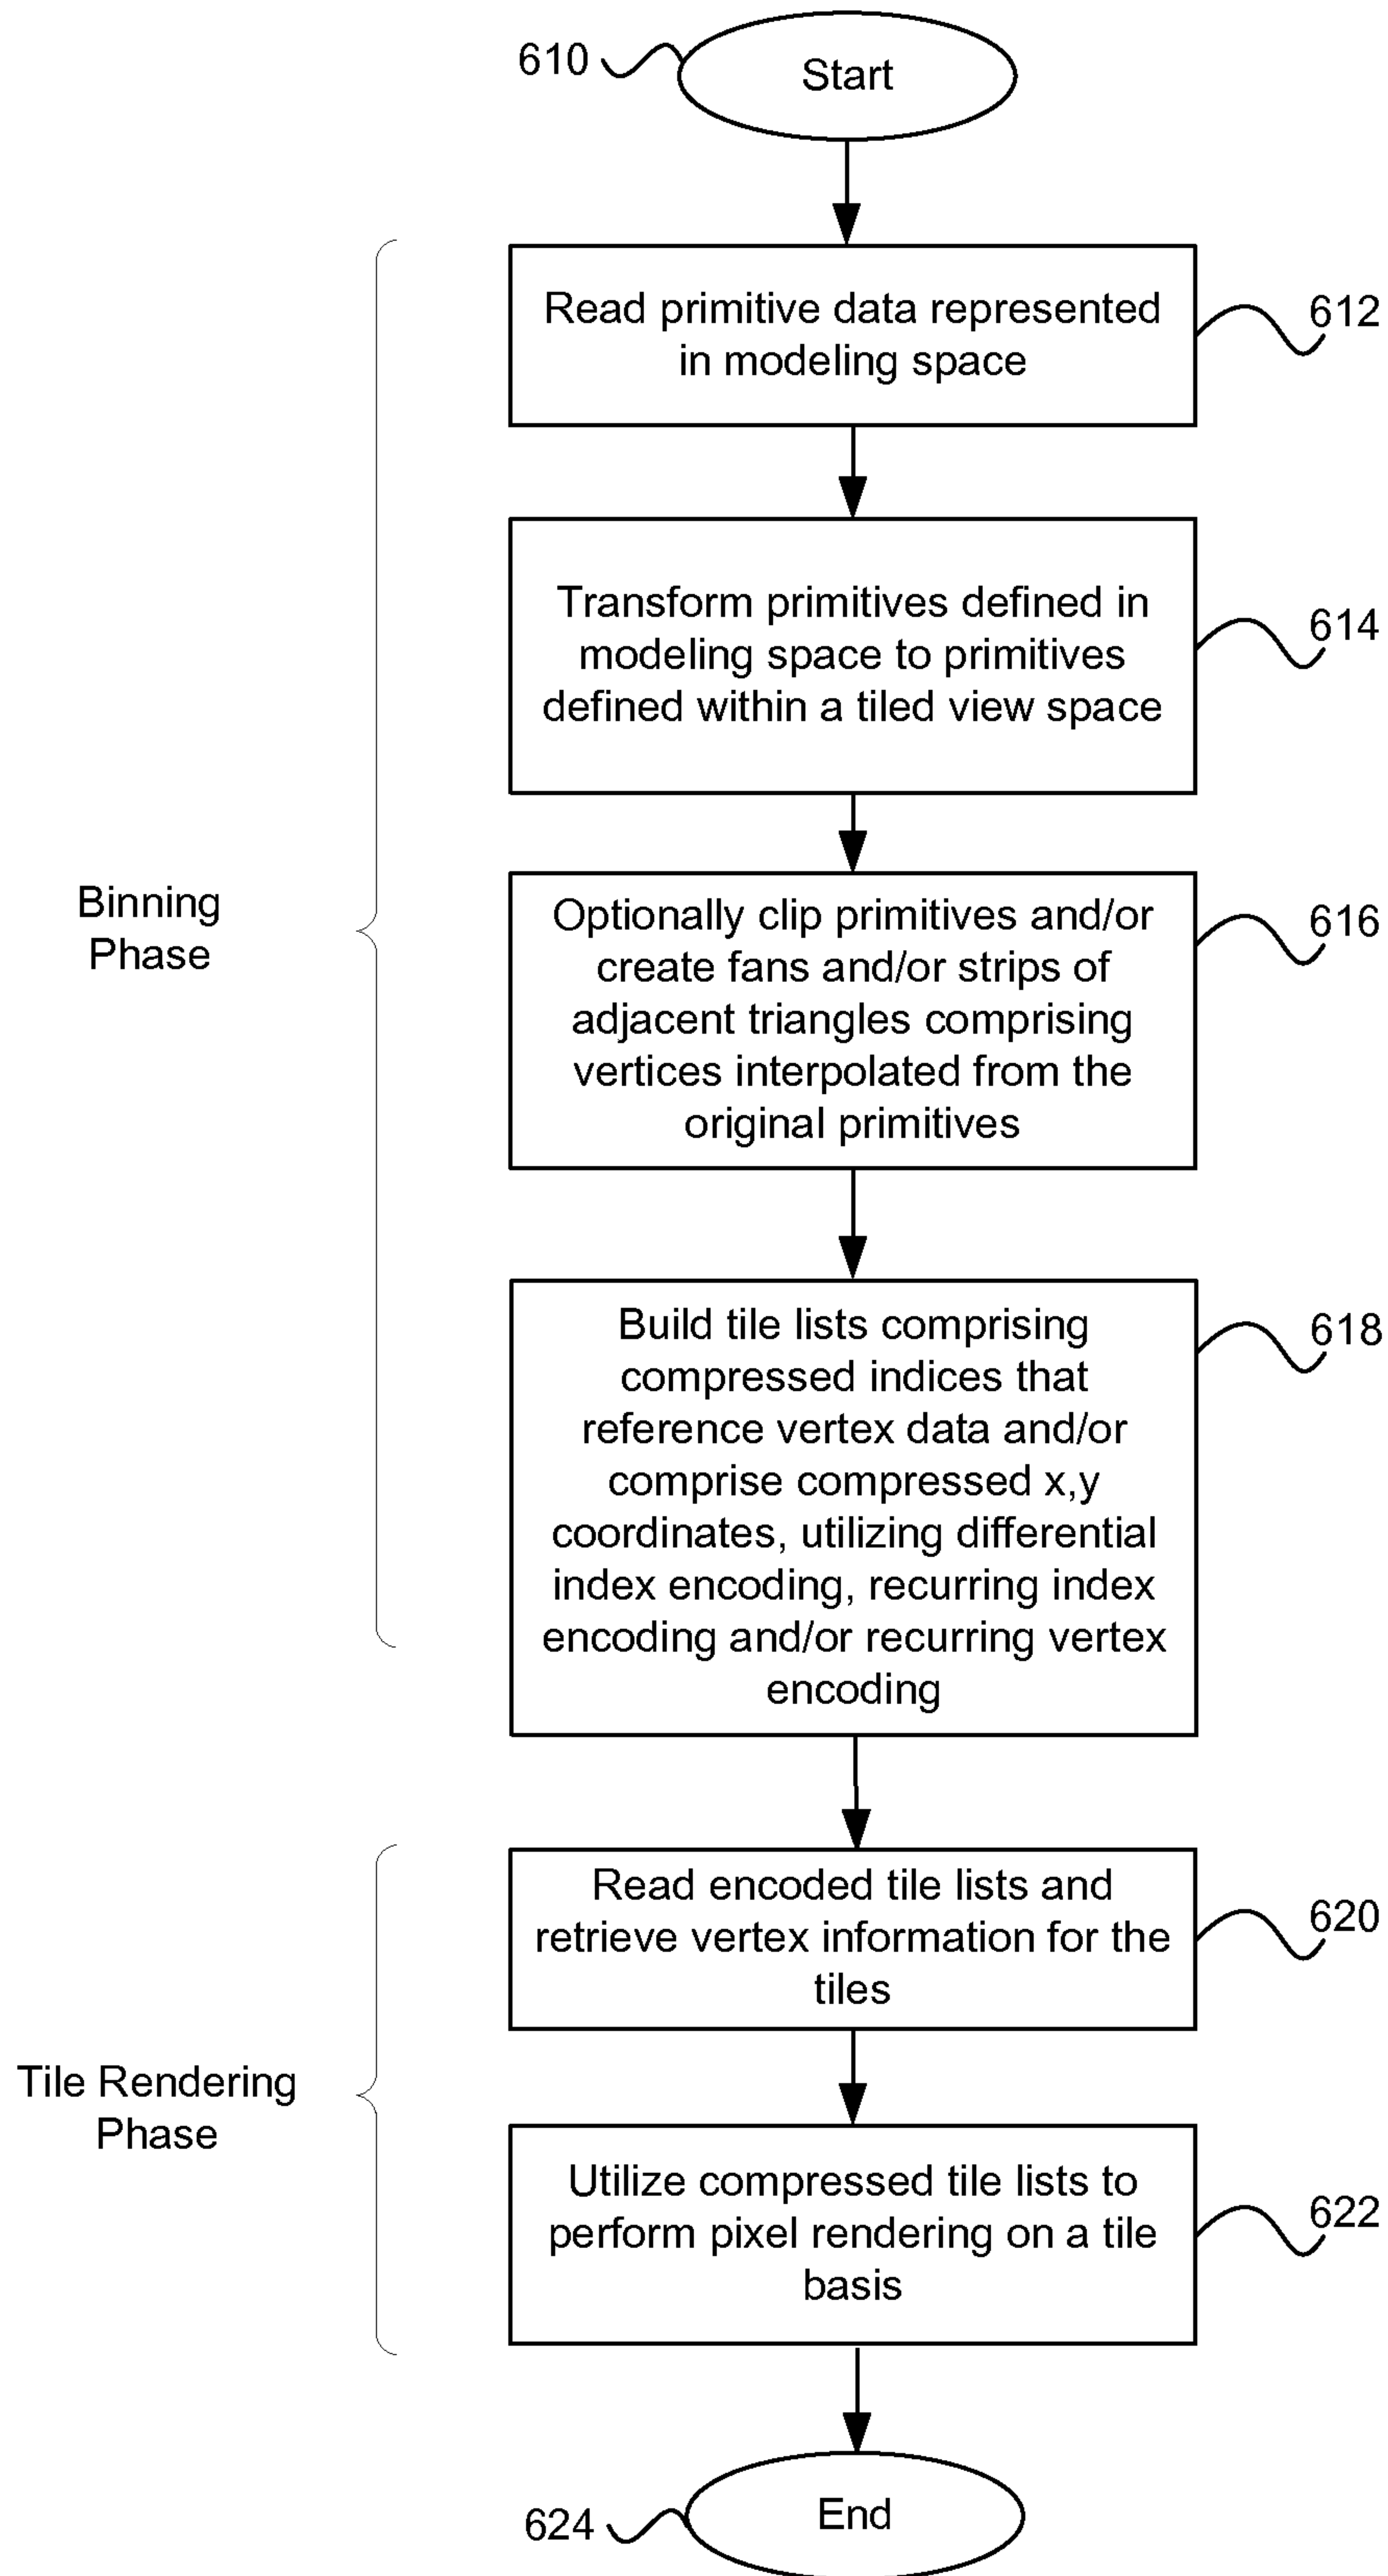 610
Start
Read primitive data represented
in modeling space
612
Transform primitives defined in
modeling space to primitives
defined within a tiled view space
614
Binning
Phase
Optionally clip primitives and/or
create fans and/or strips of
adjacent triangles comprising
vertices interpolated from the
original primitives
616
Build tile lists comprising
compressed indices that
reference vertex data and/or
comprise compressed x,y
coordinates, utilizing differential
index encoding, recurring index
encoding and/or recurring vertex
encoding
618
Read encoded tile lists and
retrieve vertex information for the
tiles
620
Tile Rendering
Phase
Utilize compressed tile lists to
perform pixel rendering on a tile
basis
622
624
End